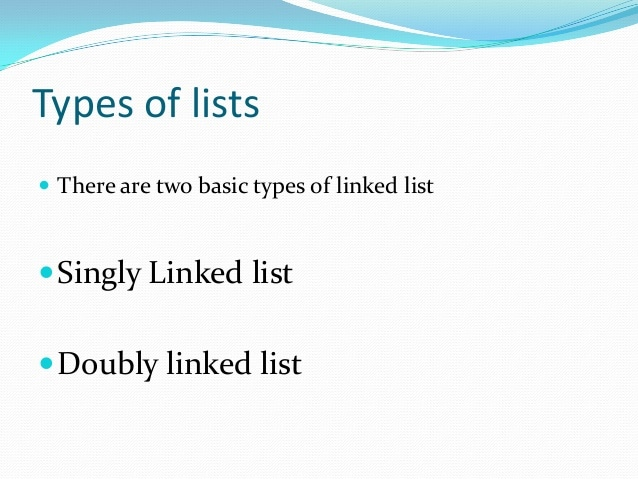 Types of lists
There are two basic types of linked list
Singly Linked list
Doubly linked list